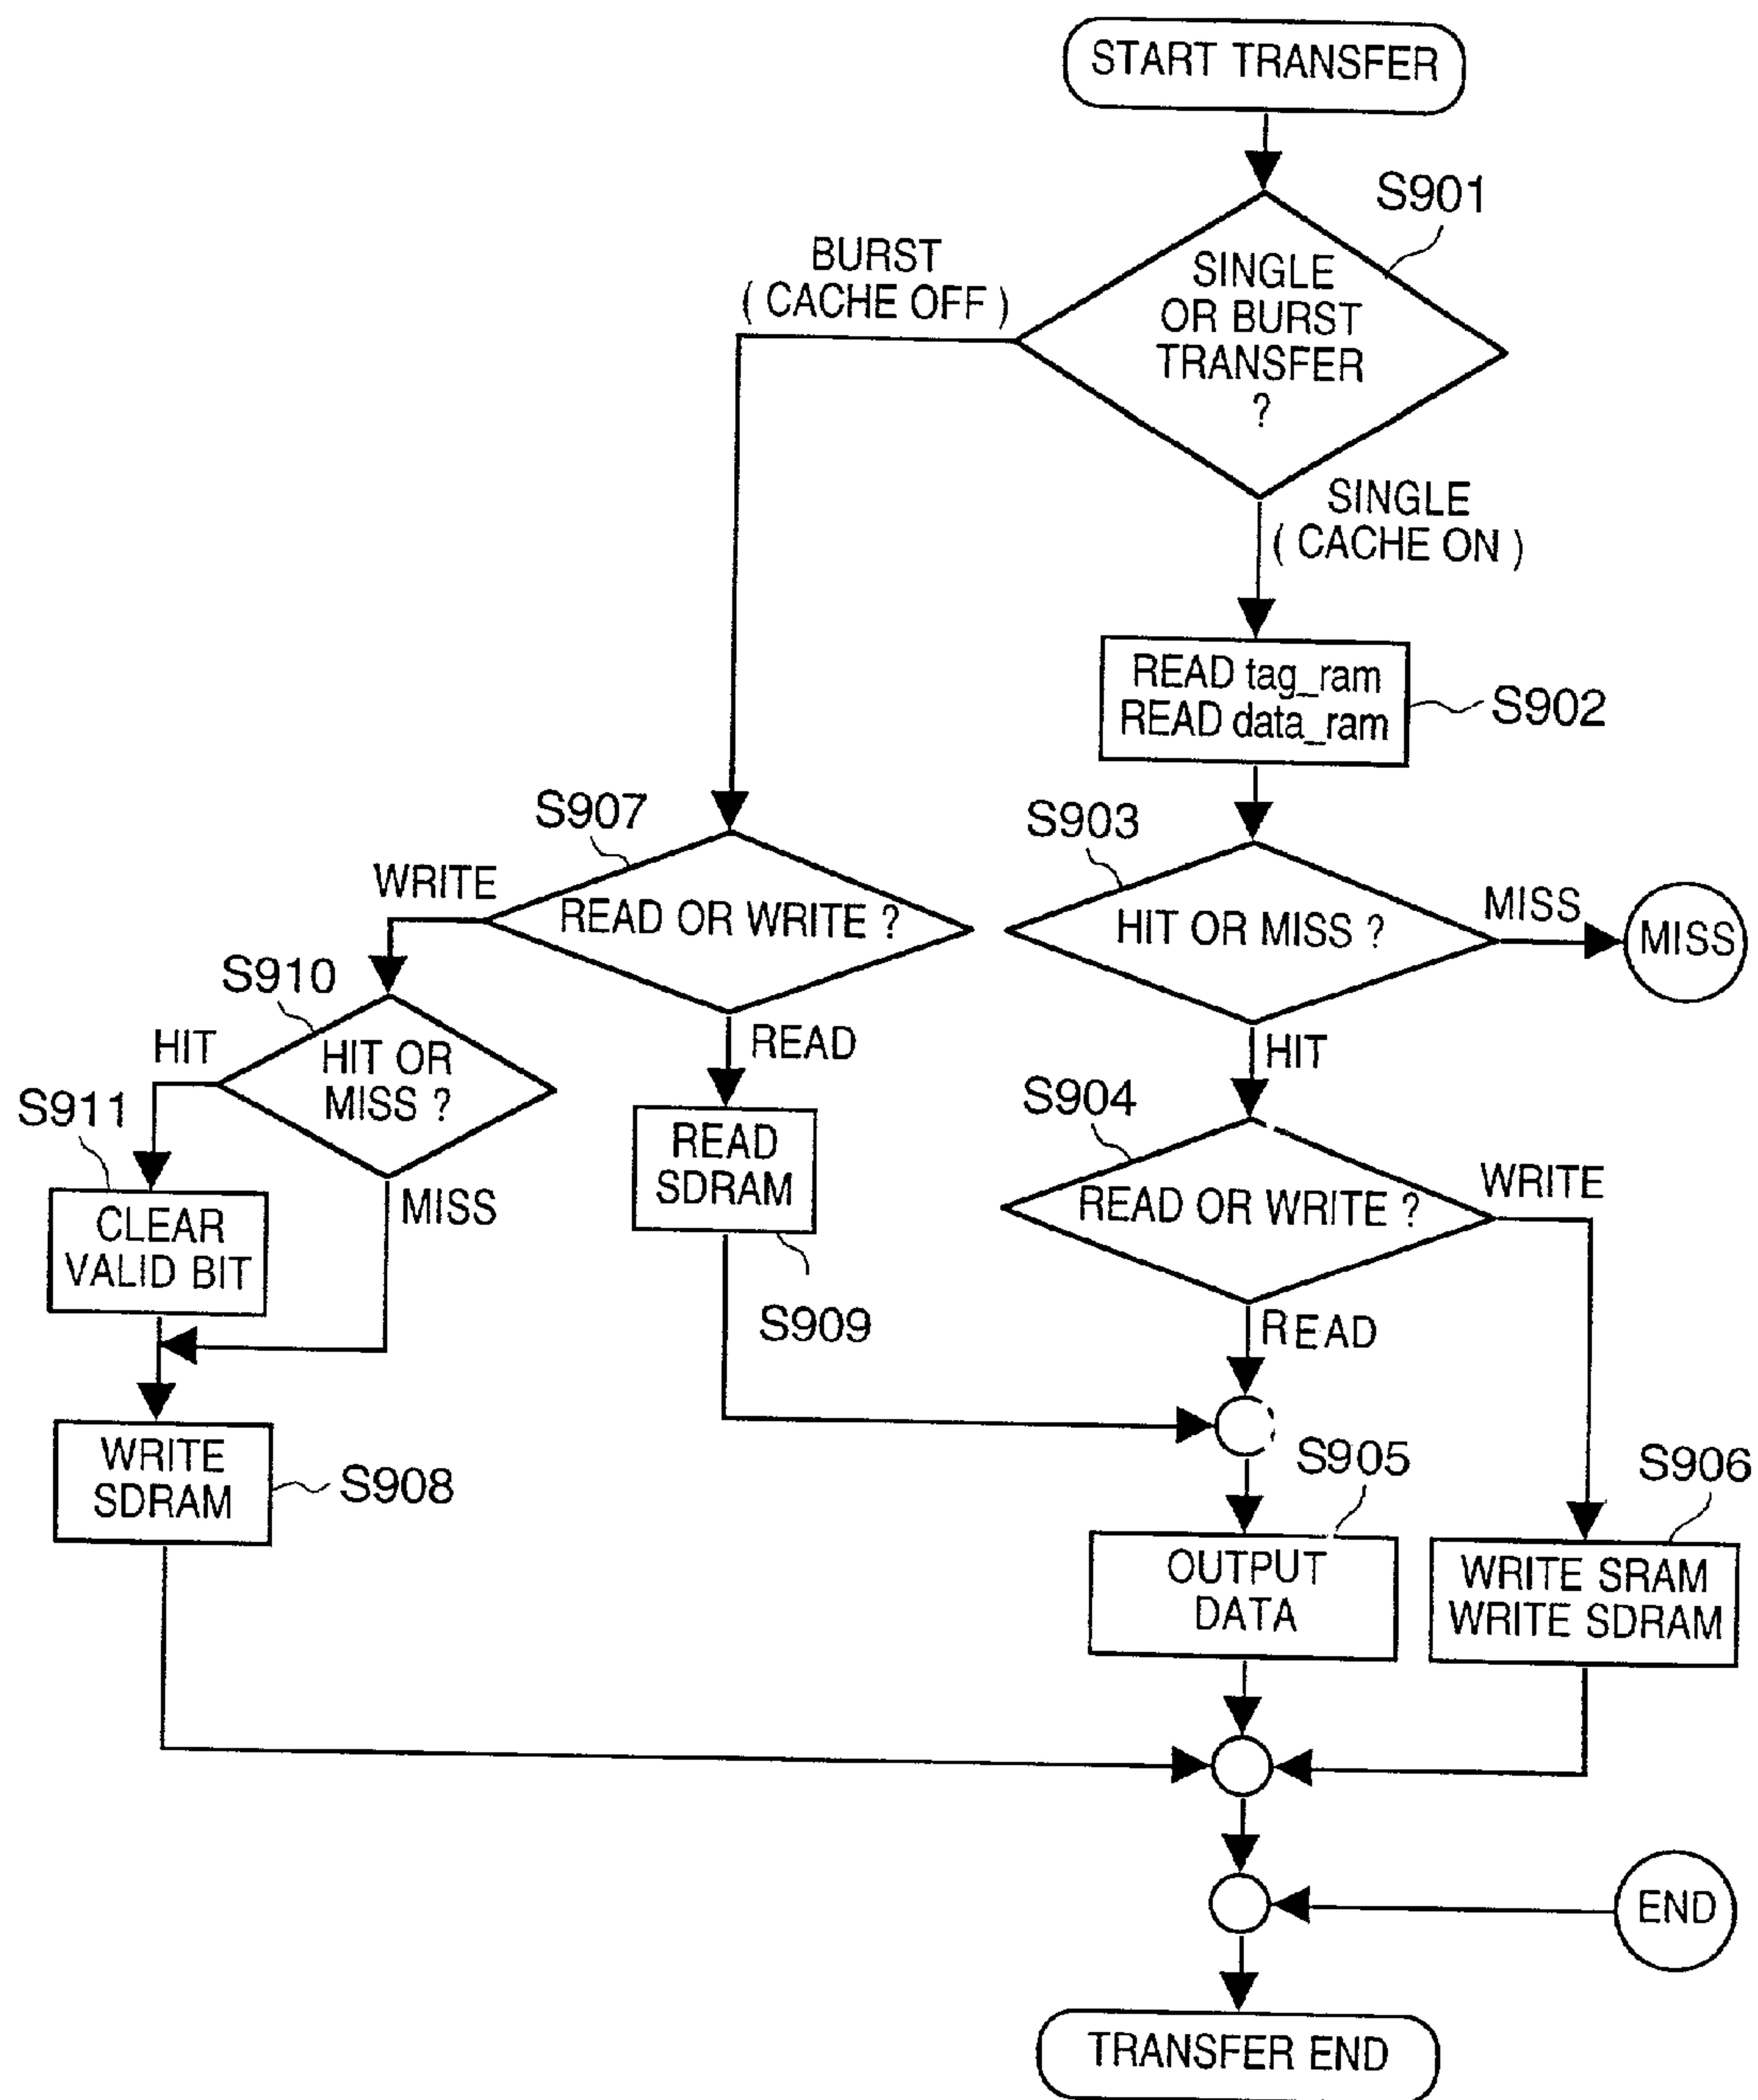 START TRANSFER
S901
BURST
( CACHE OFF )
SINGLE
OR BURST
TRANSFER
?
SINGLE
( CACHE ON )
READ tag_ram
READ data_ram
S902
S907
S903
WRITE
READ OR WRITE ?
HIT OR MISS ?
MISS
MISS
S910
HIT
HIT OR
MISS ?
READ
HIT
S911
S904
CLEAR
VALID BIT
MISS
READ
SDRAM
READ OR WRITE ?
WRITE
S909
READ
WRITE
SDRAM
S908
S905
S906
OUTPUT
DATA
WRITE SRAM
WRITE SDRAM
END
TRANSFER END